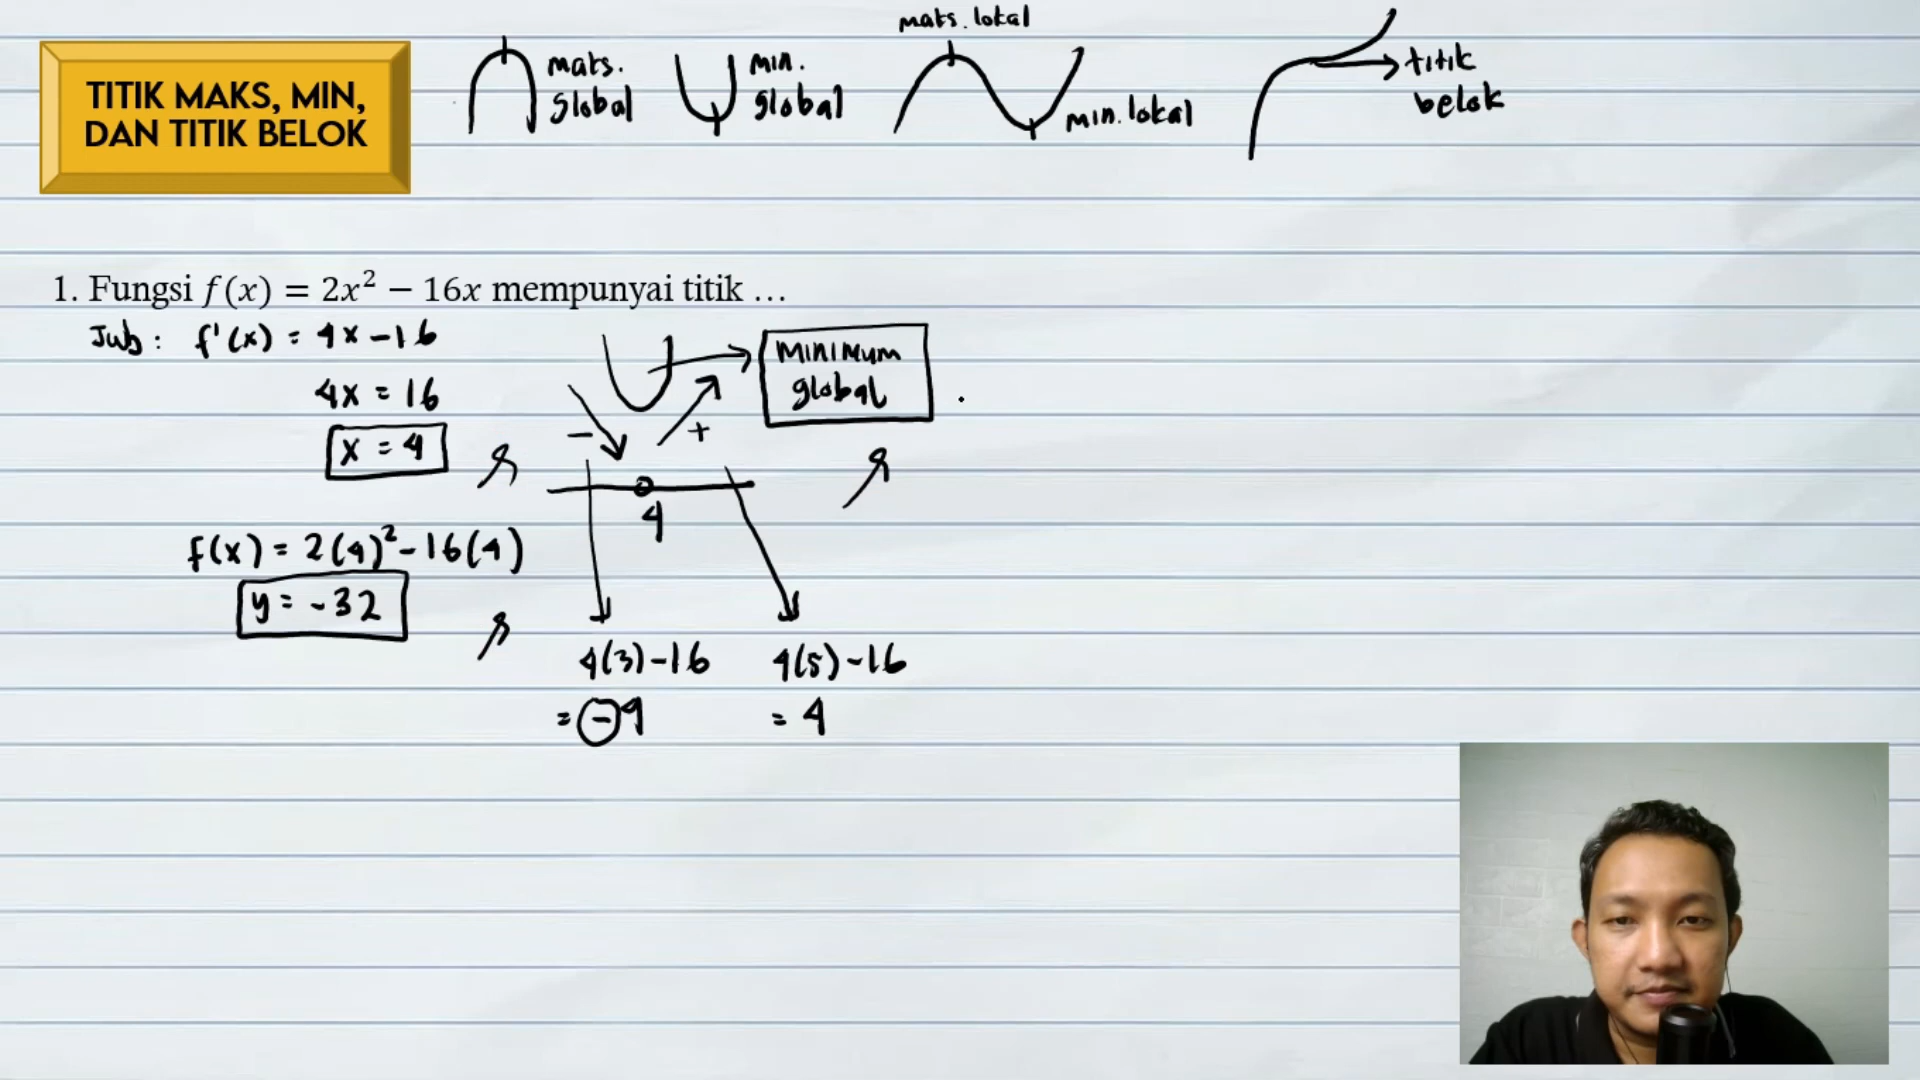 TITIK MAKS, MIN,
DAN TITIK BELOK
maks.
global
min.
global
maks. lokal
min. lokal
titik
belok
1. Fungsi f(x) = 2x² − 16x mempunyai titik …
Jwb : f'(x) = 4x − 16
4x = 16
x = 4
minimum
global
− +
4
f(x) = 2(4)² − 16(4)
y = −32
4(3) − 16 4(5) − 16
= −4 = 4